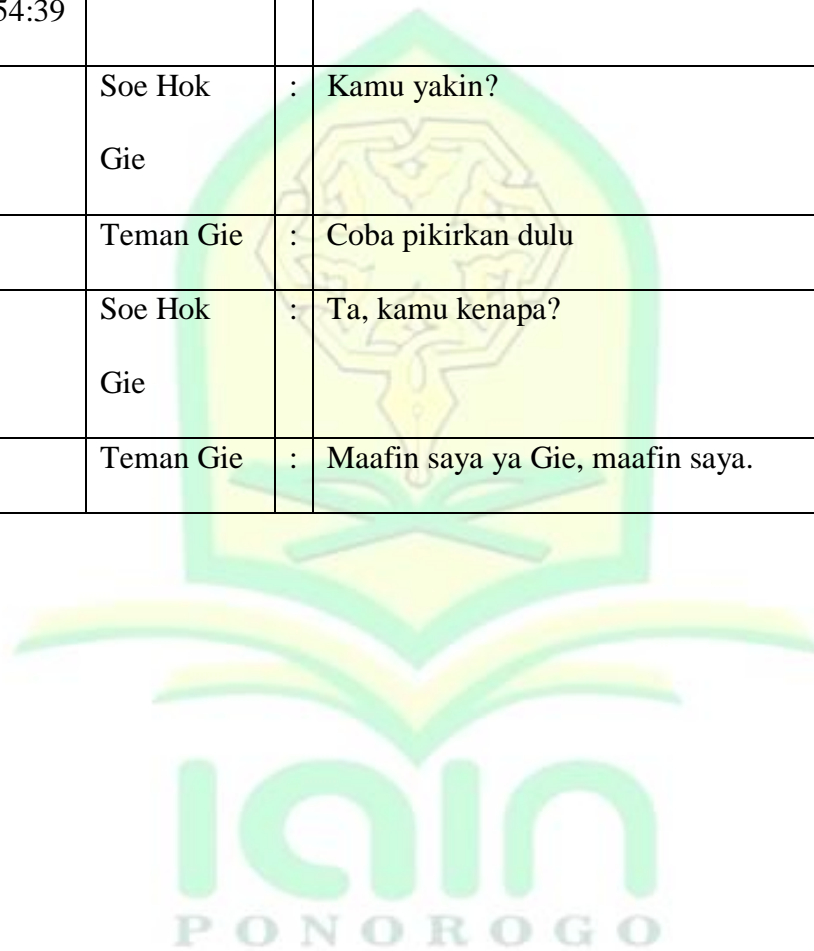 54:39
Soe Hok : Kamu yakin?
Gie
Teman Gie : Coba pikirkan dulu
Soe Hok : Ta, kamu kenapa?
Gie
Teman Gie : Maafin saya ya Gie, maafin saya.
iain
PONOROGO